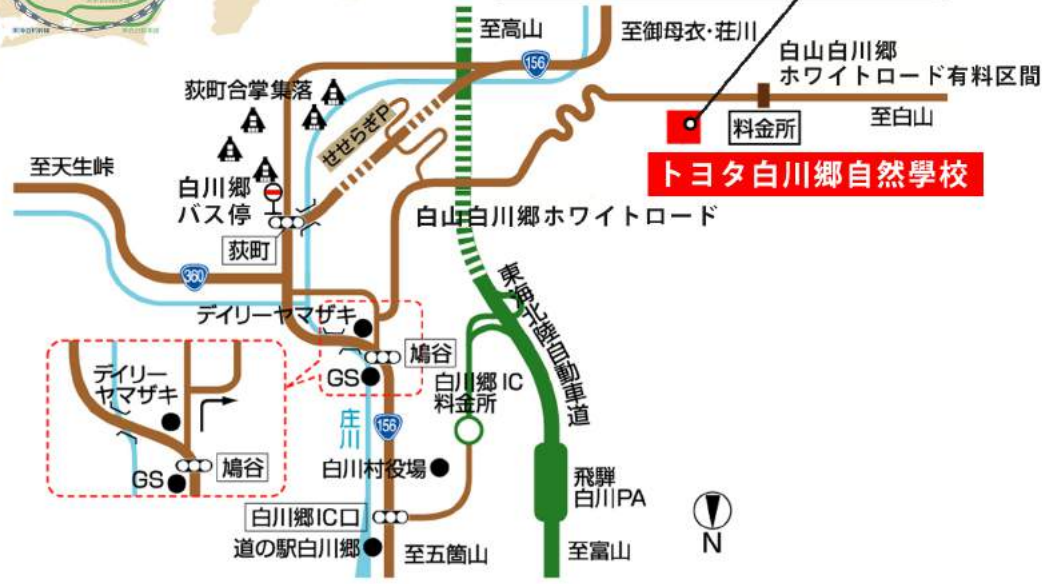 至高山
至御母衣・荘川
156
白山白川郷
ホワイトロード有料区間
荻町合掌集落
せせらぎP
料金所
至白山
至天生峠
トヨタ白川郷自然學校
白川郷
バス停
白山白川郷ホワイトロード
荻町
360
東海北陸自動車道
デイリーヤマザキ
鳩谷
GS
白川郷IC
料金所
デイリー
ヤマザキ
庄川
156
鳩谷
GS
白川村役場
飛騨
白川PA
白川郷IC口
道の駅白川郷
至五箇山
至富山
N